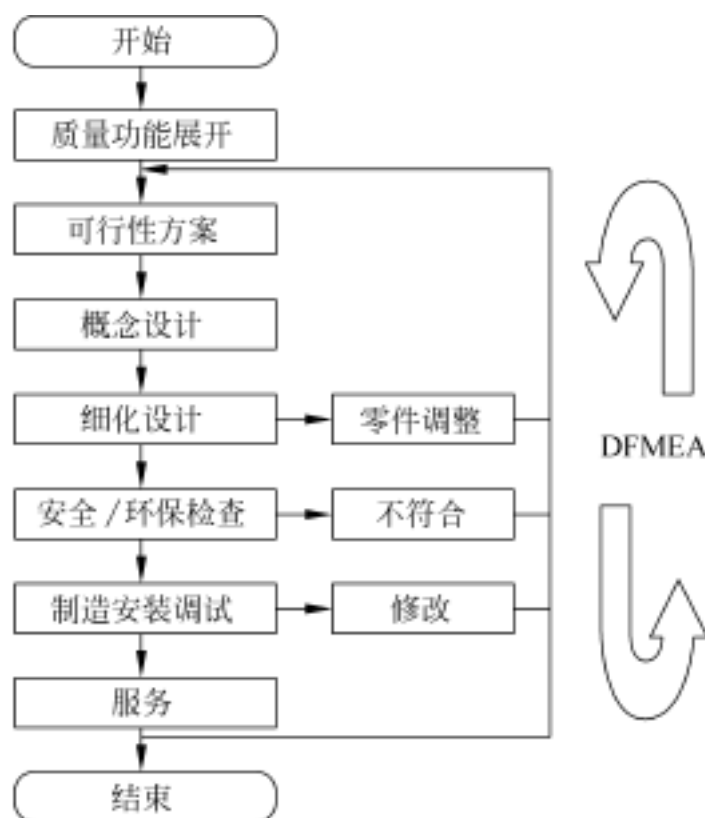 开始
质量功能展开
可行性方案
概念设计
细化设计
零件调整
DFMEA
安全/环保检查
不符合
制造安装调试
修改
服务
结束